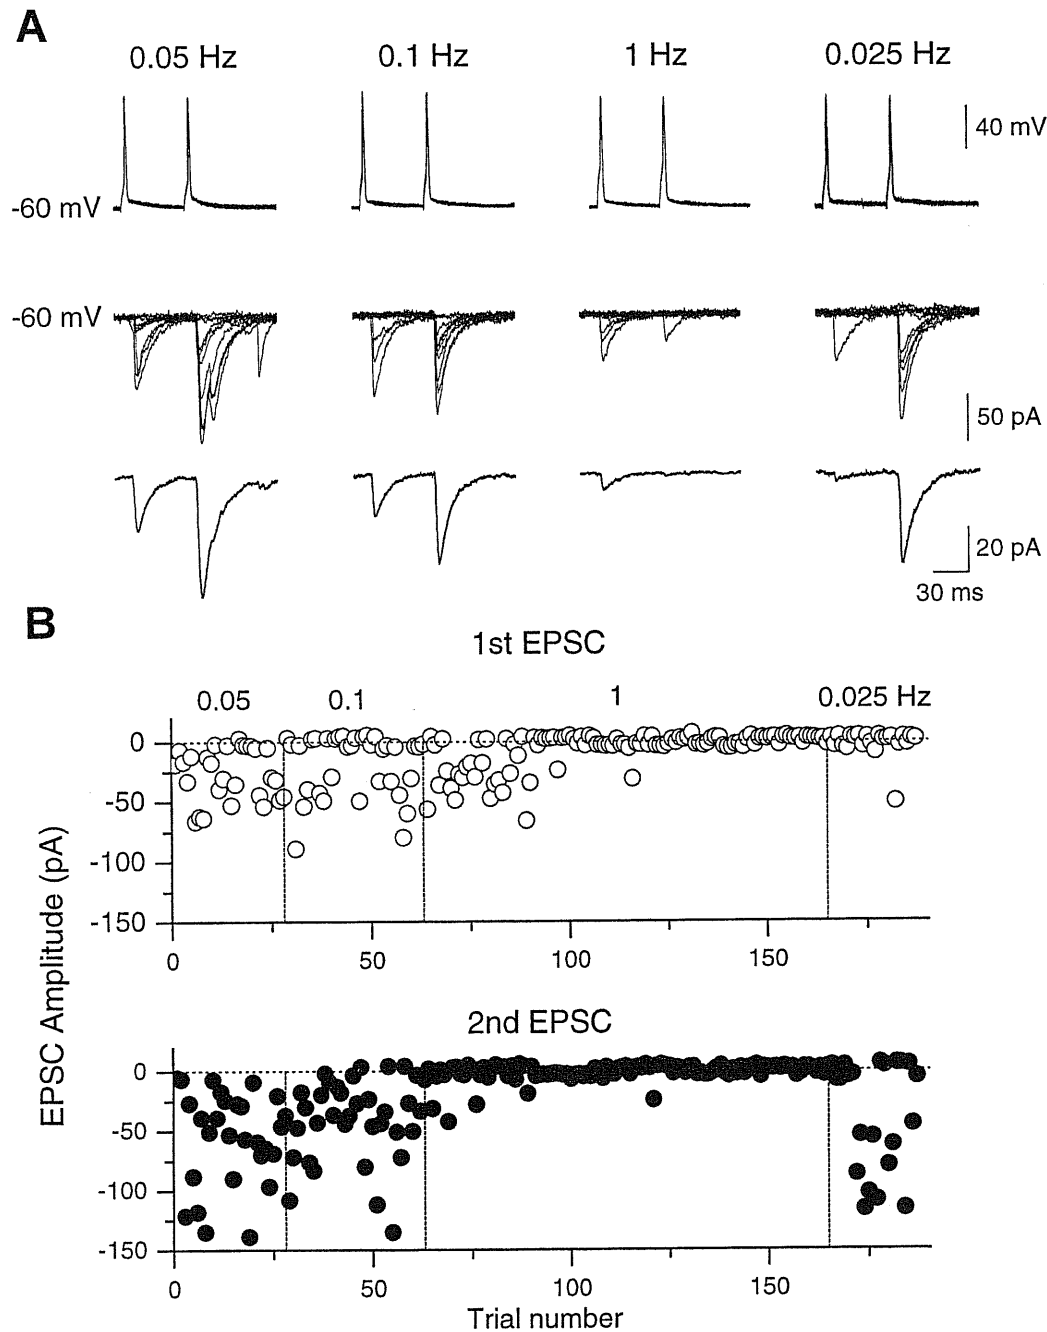 A
0.05 Hz 0.1 Hz 1 Hz 0.025 Hz
40 mV
-60 mV
-60 mV
50 pA
20 pA
30 ms
B
1st EPSC
0.05 0.1 1 0.025 Hz
0
-50
-100
-150
0 50 100 150
EPSC Amplitude (pA)
2nd EPSC
0
-50
-100
-150
0 50 100 150
Trial number